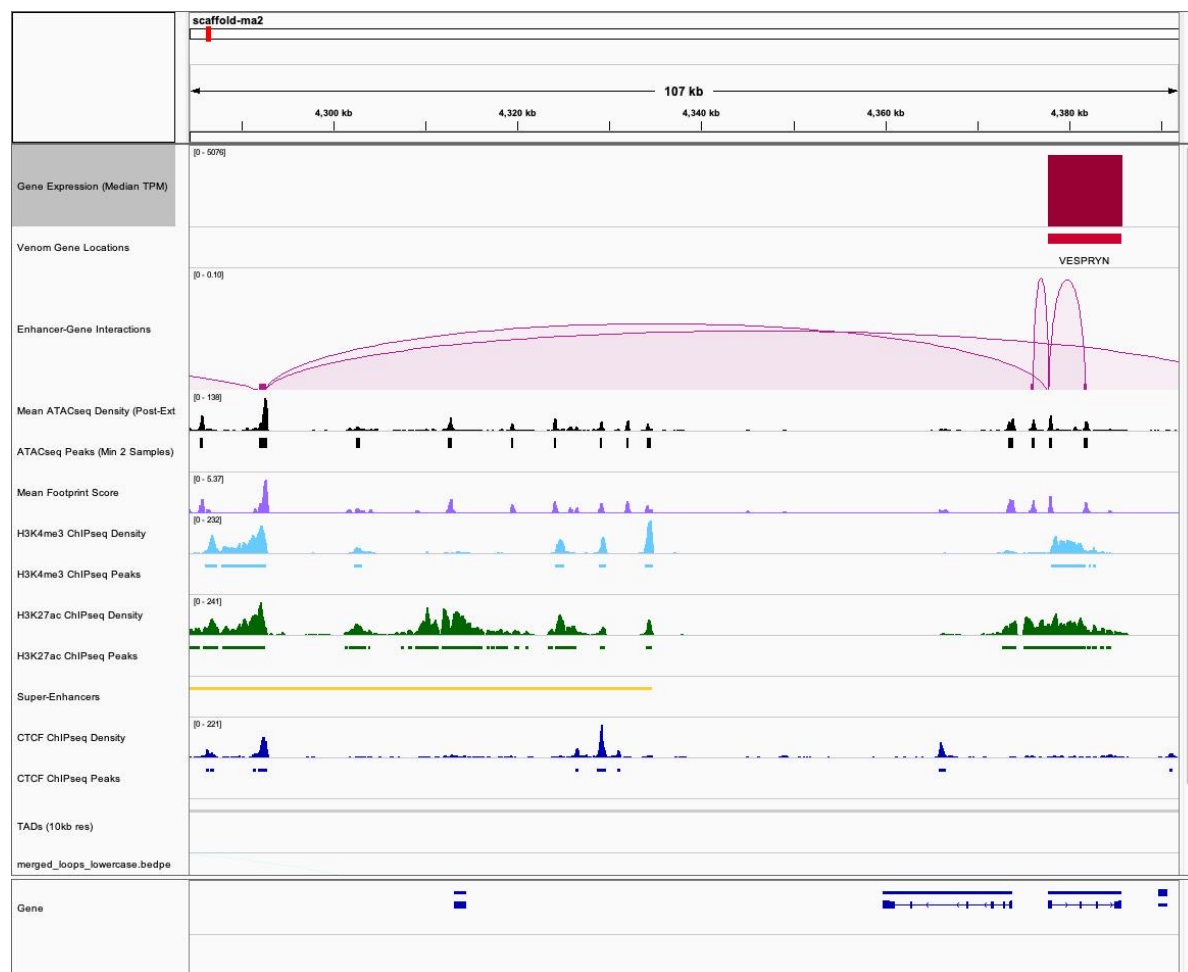 scaffold-ma2
107 kb
4,300 kb 4,320 kb 4,340 kb 4,360 kb 4,380 kb
[0 - 5076]
Gene Expression (Median TPM)
Venom Gene Locations
VESPRYN
[0 - 0.10]
Enhancer-Gene Interactions
[0 - 138]
Mean ATACseq Density (Post-Ext
ATACseq Peaks (Min 2 Samples)
[0 - 5.37]
Mean Footprint Score
[0 - 232]
H3K4me3 ChIPseq Density
H3K4me3 ChIPseq Peaks
[0 - 241]
H3K27ac ChIPseq Density
H3K27ac ChIPseq Peaks
Super-Enhancers
[0 - 221]
CTCF ChIPseq Density
CTCF ChIPseq Peaks
TADs (10kb res)
merged_loops_lowercase.bedpe
Gene